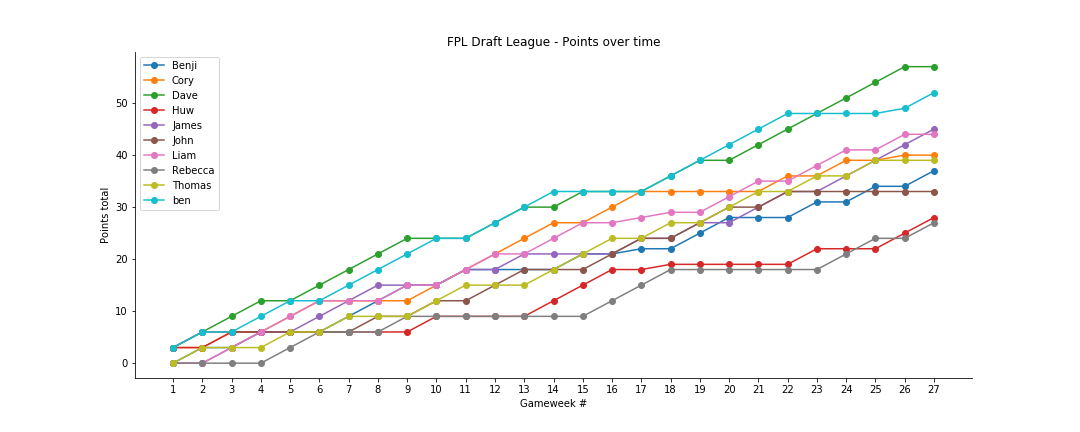 FPL Draft League - Points over time
Benji
Cory
Dave
Huw
James
John
Liam
Rebecca
Thomas
ben
Points total
50
40
30
20
10
0
1 2 3 4 5 6 7 8 9 10 11 12 13 14 15 16 17 18 19 20 21 22 23 24 25 26 27
Gameweek #